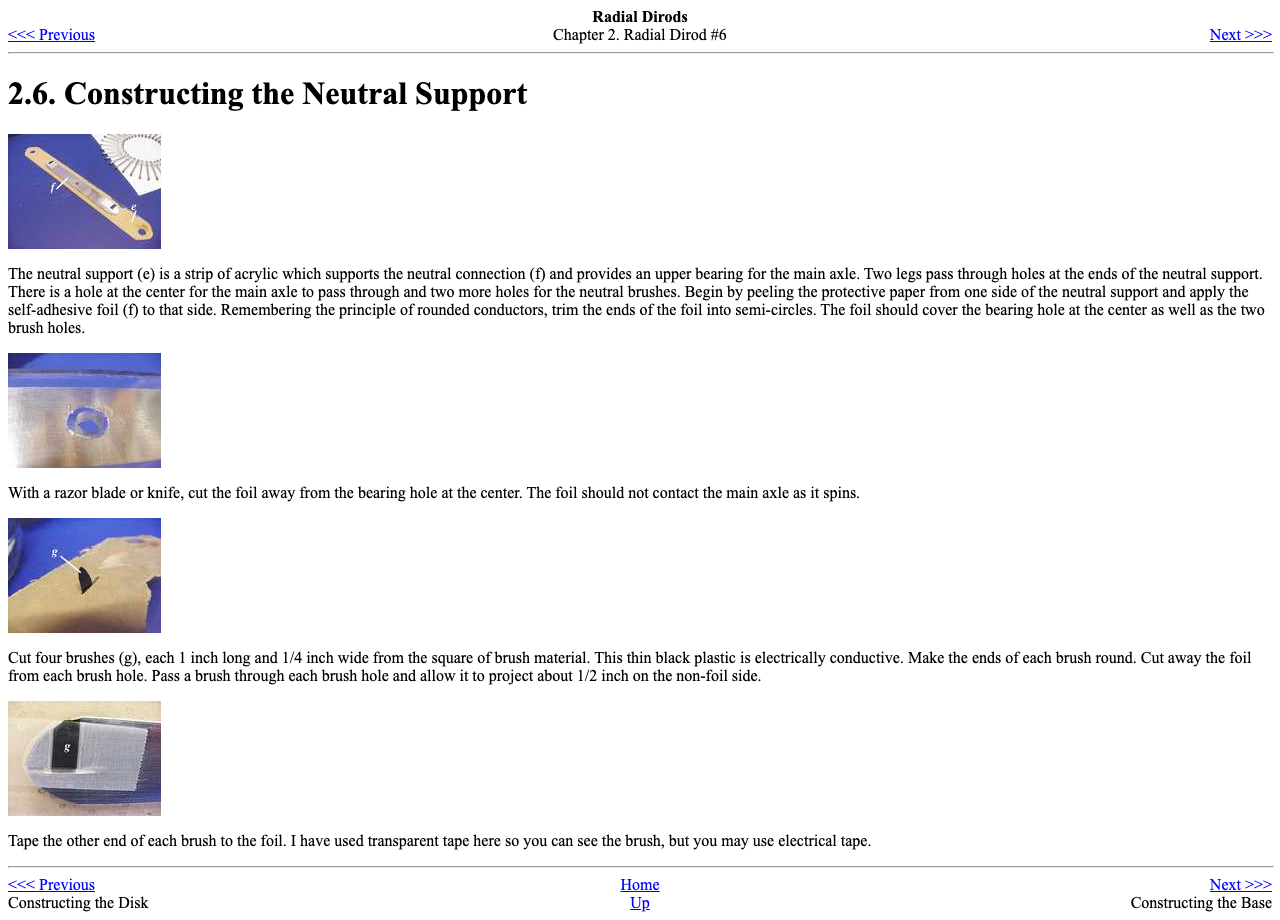 Radial Dirods
<<< Previous Chapter 2. Radial Dirod #6 Next >>>
2.6. Constructing the Neutral Support
f
e
The neutral support (e) is a strip of acrylic which supports the neutral connection (f) and provides an upper bearing for the main axle. Two legs pass through holes at the ends of the neutral support.
There is a hole at the center for the main axle to pass through and two more holes for the neutral brushes. Begin by peeling the protective paper from one side of the neutral support and apply the
self-adhesive foil (f) to that side. Remembering the principle of rounded conductors, trim the ends of the foil into semi-circles. The foil should cover the bearing hole at the center as well as the two
brush holes.
With a razor blade or knife, cut the foil away from the bearing hole at the center. The foil should not contact the main axle as it spins.
g
Cut four brushes (g), each 1 inch long and 1/4 inch wide from the square of brush material. This thin black plastic is electrically conductive. Make the ends of each brush round. Cut away the foil
from each brush hole. Pass a brush through each brush hole and allow it to project about 1/2 inch on the non-foil side.
g
Tape the other end of each brush to the foil. I have used transparent tape here so you can see the brush, but you may use electrical tape.
<<< Previous Home Next >>>
Constructing the Disk Up Constructing the Base